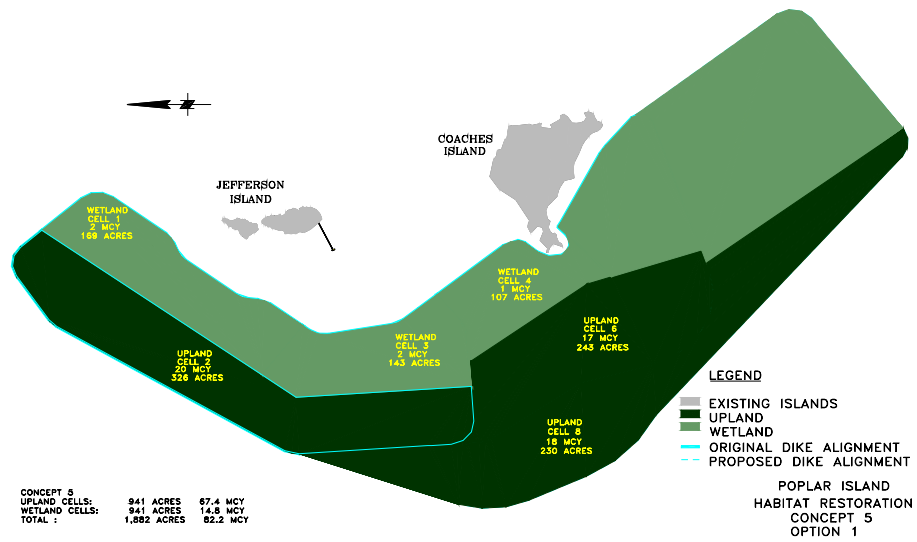 COACHES
ISLAND
JEFFERSON
ISLAND
WETLAND
CELL 1
2 MCY
169 ACRES
WETLAND
CELL 4
1 MCY
107 ACRES
UPLAND
CELL 6
17 MCY
243 ACRES
WETLAND
CELL 3
2 MCY
143 ACRES
UPLAND
CELL 2
20 MCY
326 ACRES
UPLAND
CELL 8
18 MCY
230 ACRES
LEGEND
EXISTING ISLANDS
UPLAND
WETLAND
ORIGINAL DIKE ALIGNMENT
PROPOSED DIKE ALIGNMENT
CONCEPT 5
UPLAND CELLS: 941 ACRES 67.4 MCY
WETLAND CELLS: 941 ACRES 14.8 MCY
TOTAL : 1,882 ACRES 82.2 MCY
POPLAR ISLAND
HABITAT RESTORATION
CONCEPT 5
OPTION 1